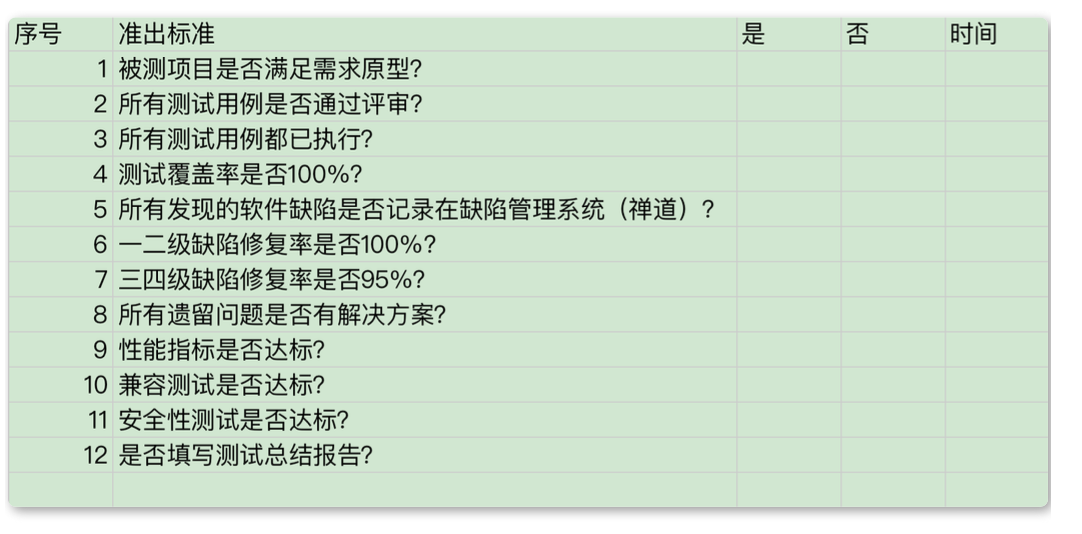 序号 准出标准 是 否 时间
1 被测项目是否满足需求原型?
2 所有测试用例是否通过评审?
3 所有测试用例都已执行?
4 测试覆盖率是否100%?
5 所有发现的软件缺陷是否记录在缺陷管理系统（禅道）?
6 一二级缺陷修复率是否100%?
7 三四级缺陷修复率是否95%?
8 所有遗留问题是否有解决方案?
9 性能指标是否达标?
10 兼容测试是否达标?
11 安全性测试是否达标?
12 是否填写测试总结报告?